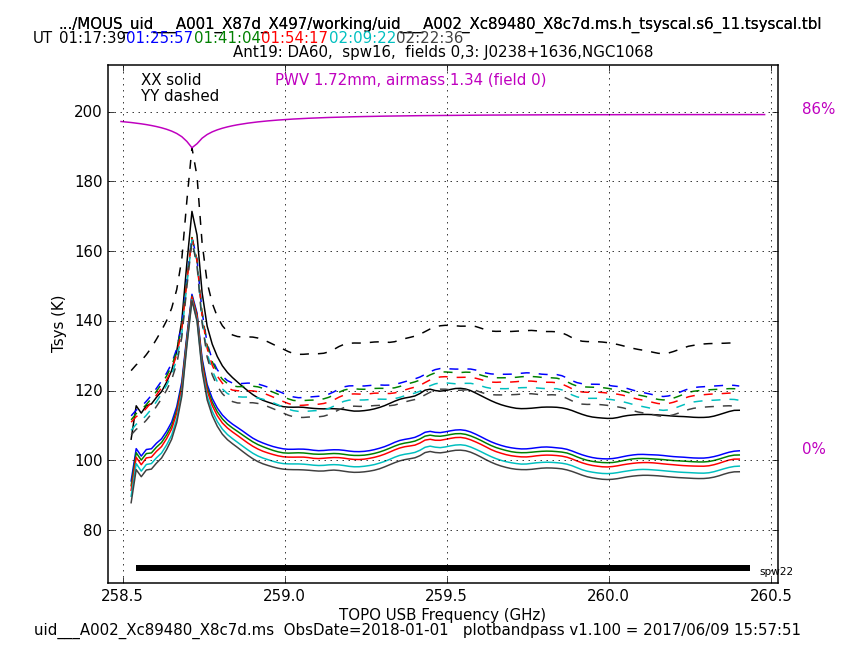 .../MOUS_uid___A001_X87d_X497/working/uid___A002_Xc89480_X8c7d.ms.h_tsyscal.s6_11.tsyscal.tbl
UT 01:17:39 01:25:57 01:41:04 01:54:17 02:09:22 02:22:36
Ant19: DA60, spw16, fields 0,3: J0238+1636,NGC1068
XX solid PWV 1.72mm, airmass 1.34 (field 0)
YY dashed
86%
0%
Tsys (K)
200
180
160
140
120
100
80
spw22
258.5 259.0 259.5 260.0 260.5
TOPO USB Frequency (GHz)
uid___A002_Xc89480_X8c7d.ms ObsDate=2018-01-01 plotbandpass v1.100 = 2017/06/09 15:57:51